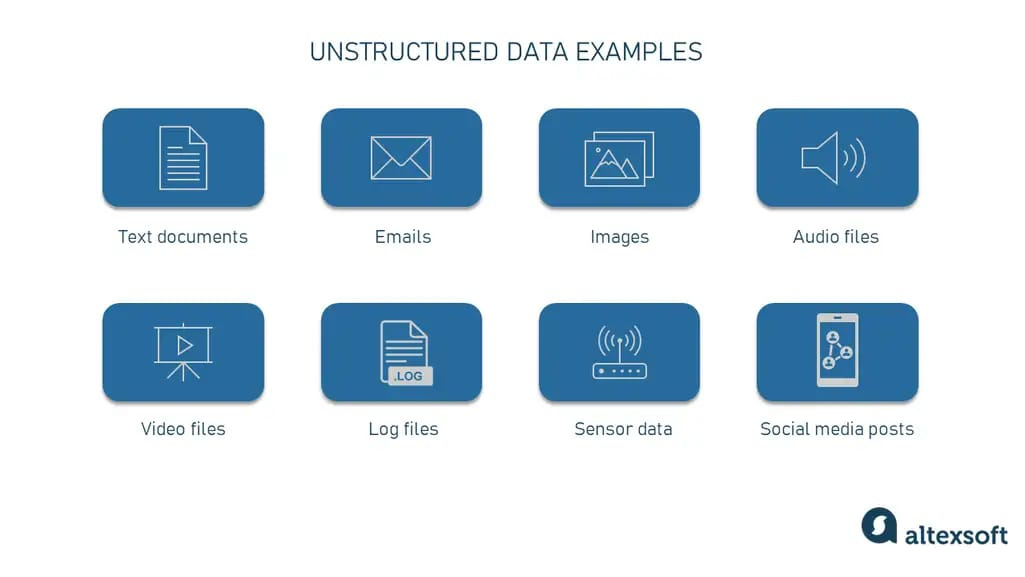 UNSTRUCTURED DATA EXAMPLES
Text documents
Emails
Images
Audio files
.LOG
Video files
Log files
Sensor data
Social media posts
altexsoft